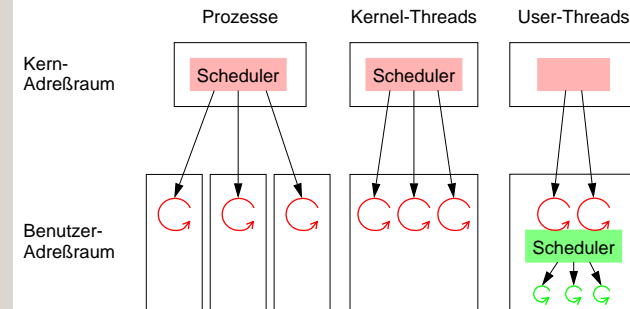 Prozesse Kernel-Threads User-Threads
Kern-
Adreßraum
Scheduler Scheduler
Benutzer-
Adreßraum
Scheduler